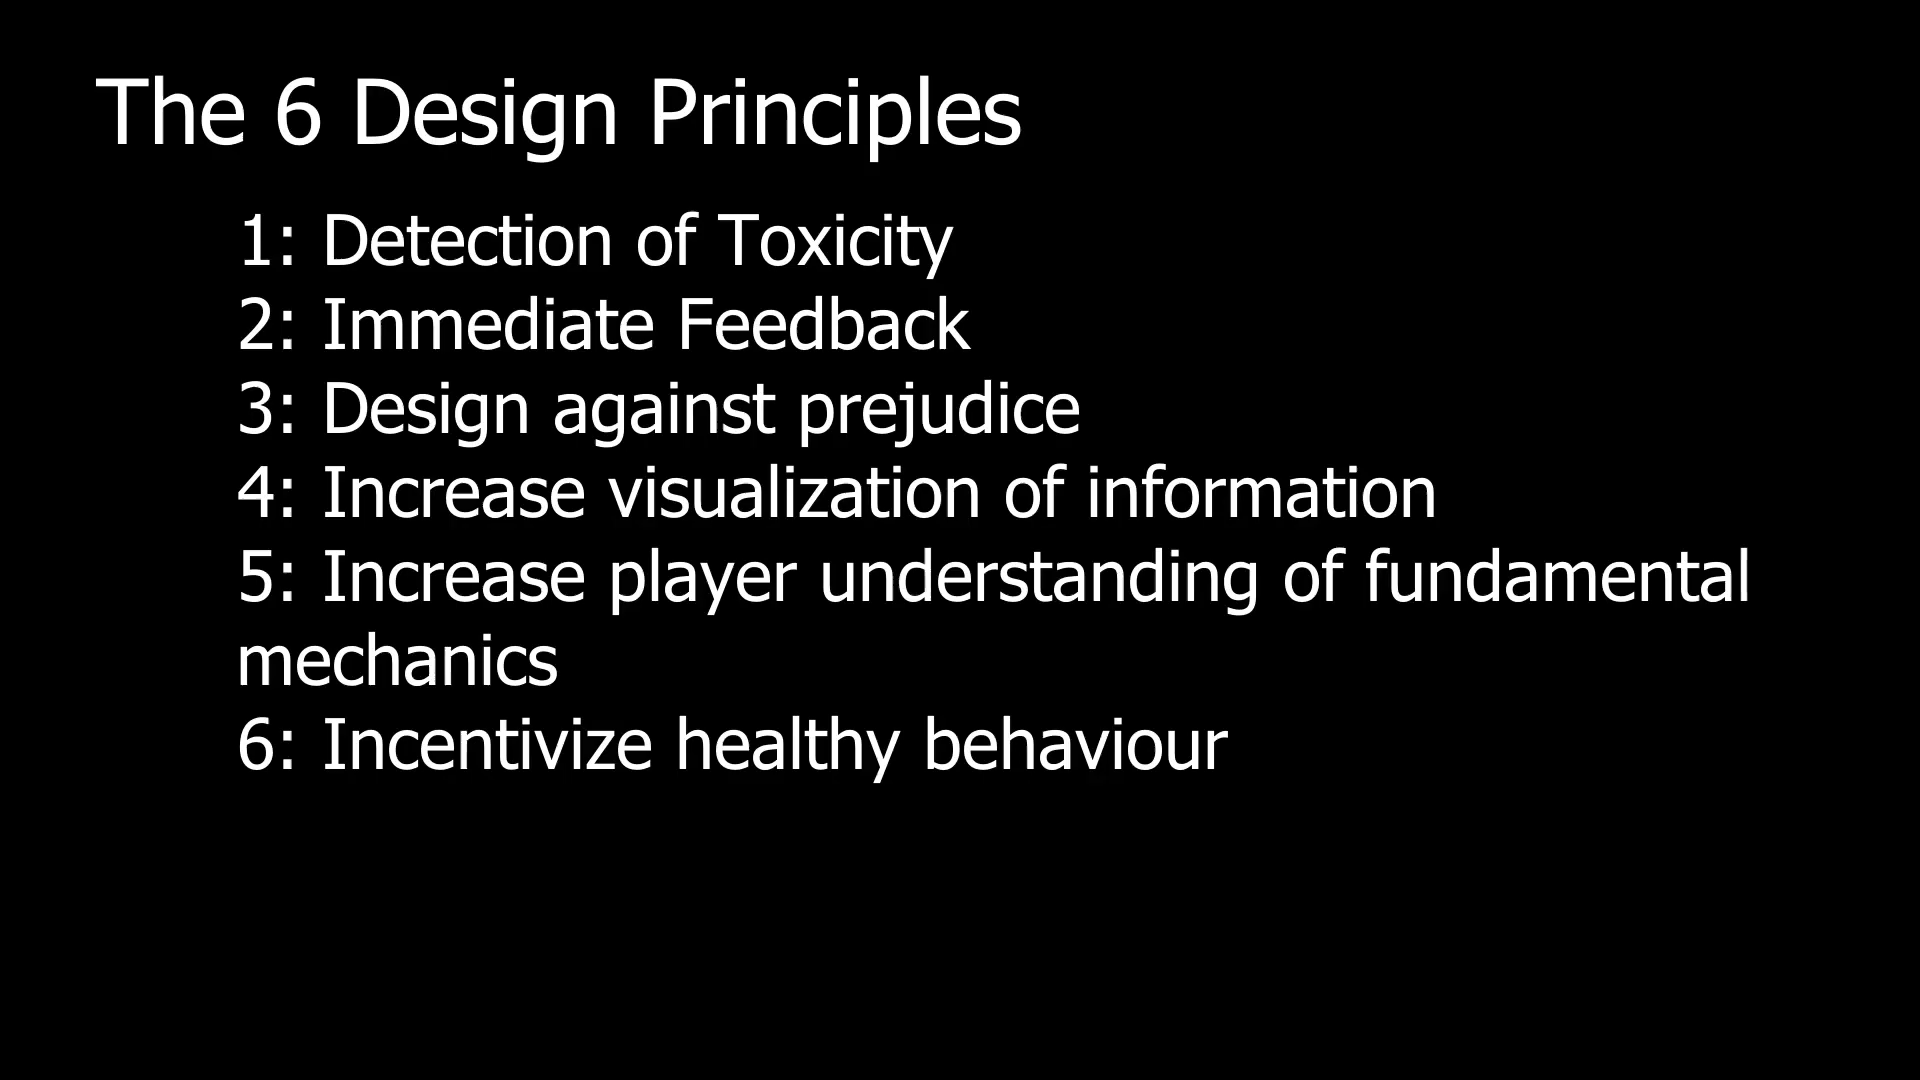 The 6 Design Principles
1: Detection of Toxicity
2: Immediate Feedback
3: Design against prejudice
4: Increase visualization of information
5: Increase player understanding of fundamental
mechanics
6: Incentivize healthy behaviour